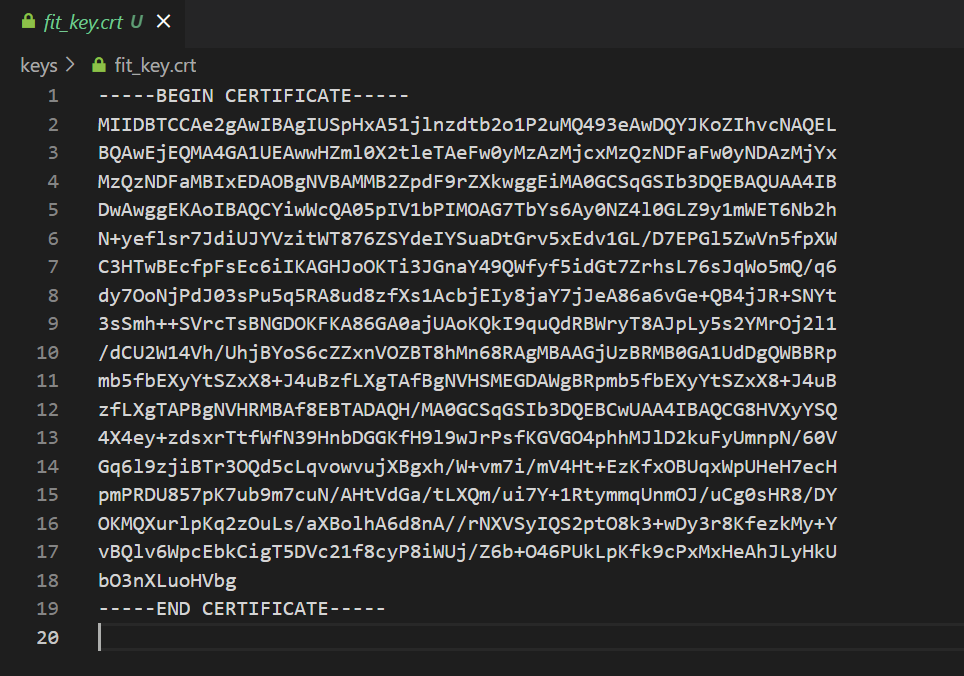 fit_key.crt U
keys > fit_key.crt
1 -----BEGIN CERTIFICATE-----
2 MIIDBTCCAe2gAwIBAgIUSpHxA51jlnzdtb2o1P2uMQ493eAwDQYJKoZIhvcNAQEL
3 BQAwEjEQMA4GA1UEAwwHZml0X2tleTAeFw0yMzAzMjcxMzQzNDFaFw0yNDAzMjYx
4 MzQzNDFaMBIxEDAOBgNVBAMMB2ZpdF9rZXkwggEiMA0GCSqGSIb3DQEBAQUAA4IB
5 DwAwggEKAoIBAQCYiwWcQA05pIV1bPIMOAG7TbYs6Ay0NZ4l0GLZ9y1mWET6Nb2h
6 N+yeflsr7JdiUJYVzitWT876ZSYdeIYSuaDtGrv5xEdv1GL/D7EPGl5ZwVn5fpXW
7 C3HTwBEcfpFsEc6iIKAGHJoOKTi3JGnaY49QWfyf5idGt7ZrhsL76sJqWo5mQ/q6
8 dy7OoNjPdJ03sPu5q5RA8ud8zfXs1AcbjEIy8jaY7jJeA86a6vGe+QB4jJR+SNYt
9 3sSmh++SVrcTsBNGDOKFKA86GA0ajUAoKQkI9quQdRBWryT8AJpLy5s2YMrOj2l1
10 /dCU2W14Vh/UhjBYoS6cZZxnVOZBT8hMn68RAgMBAAGjUzBRMB0GA1UdDgQWBBRp
11 mb5fbEXyYtSZxX8+J4uBzfLXgTAfBgNVHSMEGDAWgBRpmb5fbEXyYtSZxX8+J4uB
12 zfLXgTAPBgNVHRMBAf8EBTADAQH/MA0GCSqGSIb3DQEBCwUAA4IBAQCG8HVXyYSQ
13 4X4ey+zdsxrTtfWfN39HnbDGGKfH9l9wJrPsfKGVGO4phhMJlD2kuFyUmnpN/60V
14 Gq6l9zjiBTr3OQd5cLqvowvujXBgxh/W+vm7i/mV4Ht+EzKfxOBUqxWpUHeH7ecH
15 pmPRDU857pK7ub9m7cuN/AHtVdGa/tLXQm/ui7Y+1RtymmqUnmOJ/uCg0sHR8/DY
16 OKMQXurlpKq2zOuLs/aXBolhA6d8nA//rNXVSyIQS2ptO8k3+wDy3r8KfezkMy+Y
17 vBQlv6WpcEbkCigT5DVc21f8cyP8iWUj/Z6b+O46PUkLpKfk9cPxMxHeAhJLyHkU
18 bO3nXLuoHVbg
19 -----END CERTIFICATE-----
20